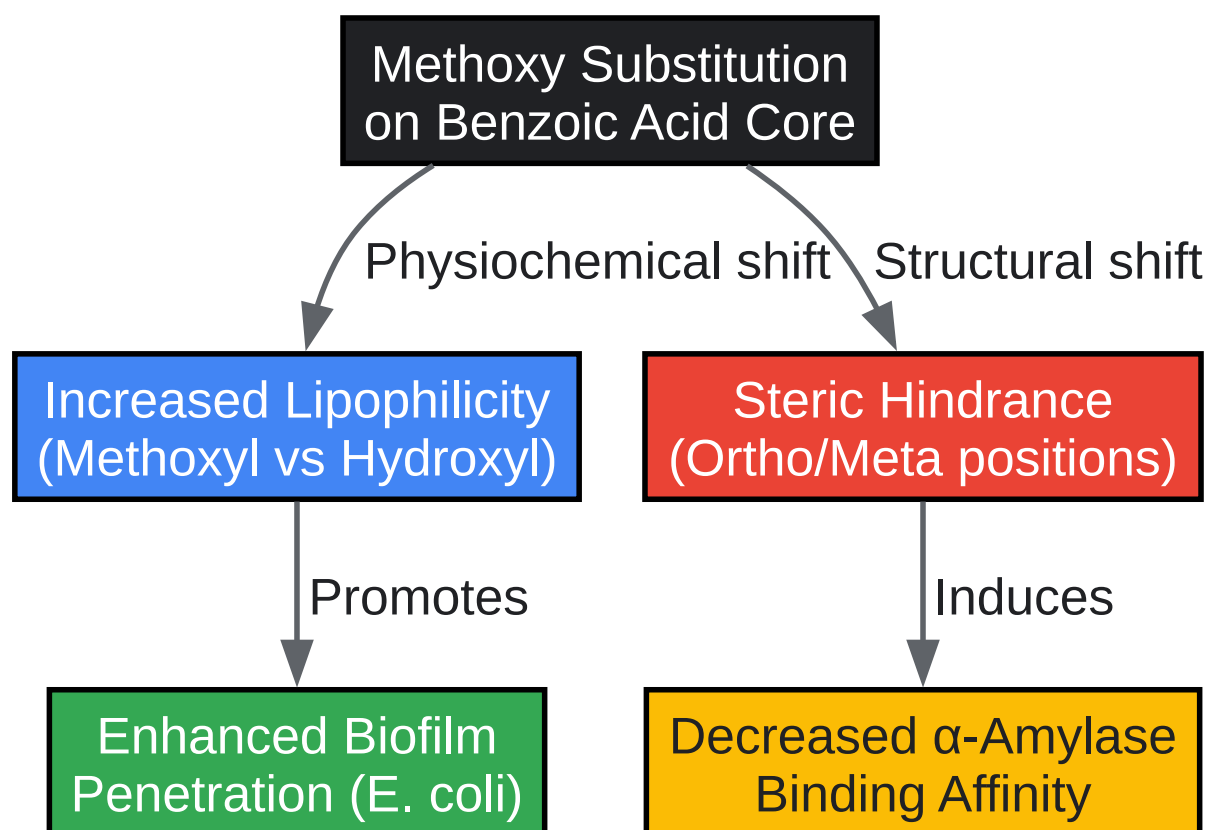 Methoxy Substitution
on Benzoic Acid Core
Physiochemical shift
Structural shift
Increased Lipophilicity
(Methoxyl vs Hydroxyl)
Steric Hindrance
(Ortho/Meta positions)
Promotes
Induces
Enhanced Biofilm
Penetration (E. coli)
Decreased α-Amylase
Binding Affinity